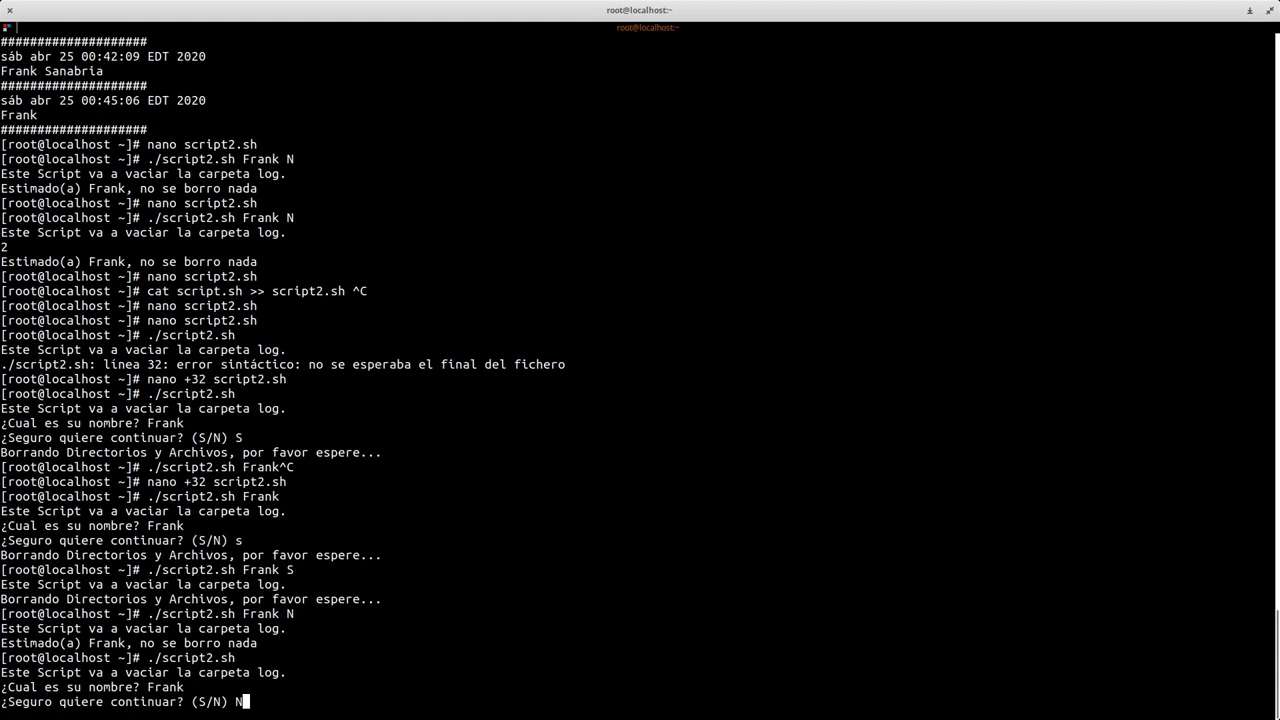 root@localhost:~
root@localhost:~
####################
sáb abr 25 00:42:09 EDT 2020
Frank Sanabria
####################
sáb abr 25 00:45:06 EDT 2020
Frank
####################
[root@localhost ~]# nano script2.sh
[root@localhost ~]# ./script2.sh Frank N
Este Script va a vaciar la carpeta log.
Estimado(a) Frank, no se borro nada
[root@localhost ~]# nano script2.sh
[root@localhost ~]# ./script2.sh Frank N
Este Script va a vaciar la carpeta log.
2
Estimado(a) Frank, no se borro nada
[root@localhost ~]# nano script2.sh
[root@localhost ~]# cat script.sh >> script2.sh ^C
[root@localhost ~]# nano script2.sh
[root@localhost ~]# nano script2.sh
[root@localhost ~]# ./script2.sh
Este Script va a vaciar la carpeta log.
./script2.sh: línea 32: error sintáctico: no se esperaba el final del fichero
[root@localhost ~]# nano +32 script2.sh
[root@localhost ~]# ./script2.sh
Este Script va a vaciar la carpeta log.
¿Cual es su nombre? Frank
¿Seguro quiere continuar? (S/N) S
Borrando Directorios y Archivos, por favor espere...
[root@localhost ~]# ./script2.sh Frank^C
[root@localhost ~]# nano +32 script2.sh
[root@localhost ~]# ./script2.sh Frank
Este Script va a vaciar la carpeta log.
¿Cual es su nombre? Frank
¿Seguro quiere continuar? (S/N) s
Borrando Directorios y Archivos, por favor espere...
[root@localhost ~]# ./script2.sh Frank S
Este Script va a vaciar la carpeta log.
Borrando Directorios y Archivos, por favor espere...
[root@localhost ~]# ./script2.sh Frank N
Este Script va a vaciar la carpeta log.
Estimado(a) Frank, no se borro nada
[root@localhost ~]# ./script2.sh
Este Script va a vaciar la carpeta log.
¿Cual es su nombre? Frank
¿Seguro quiere continuar? (S/N) N